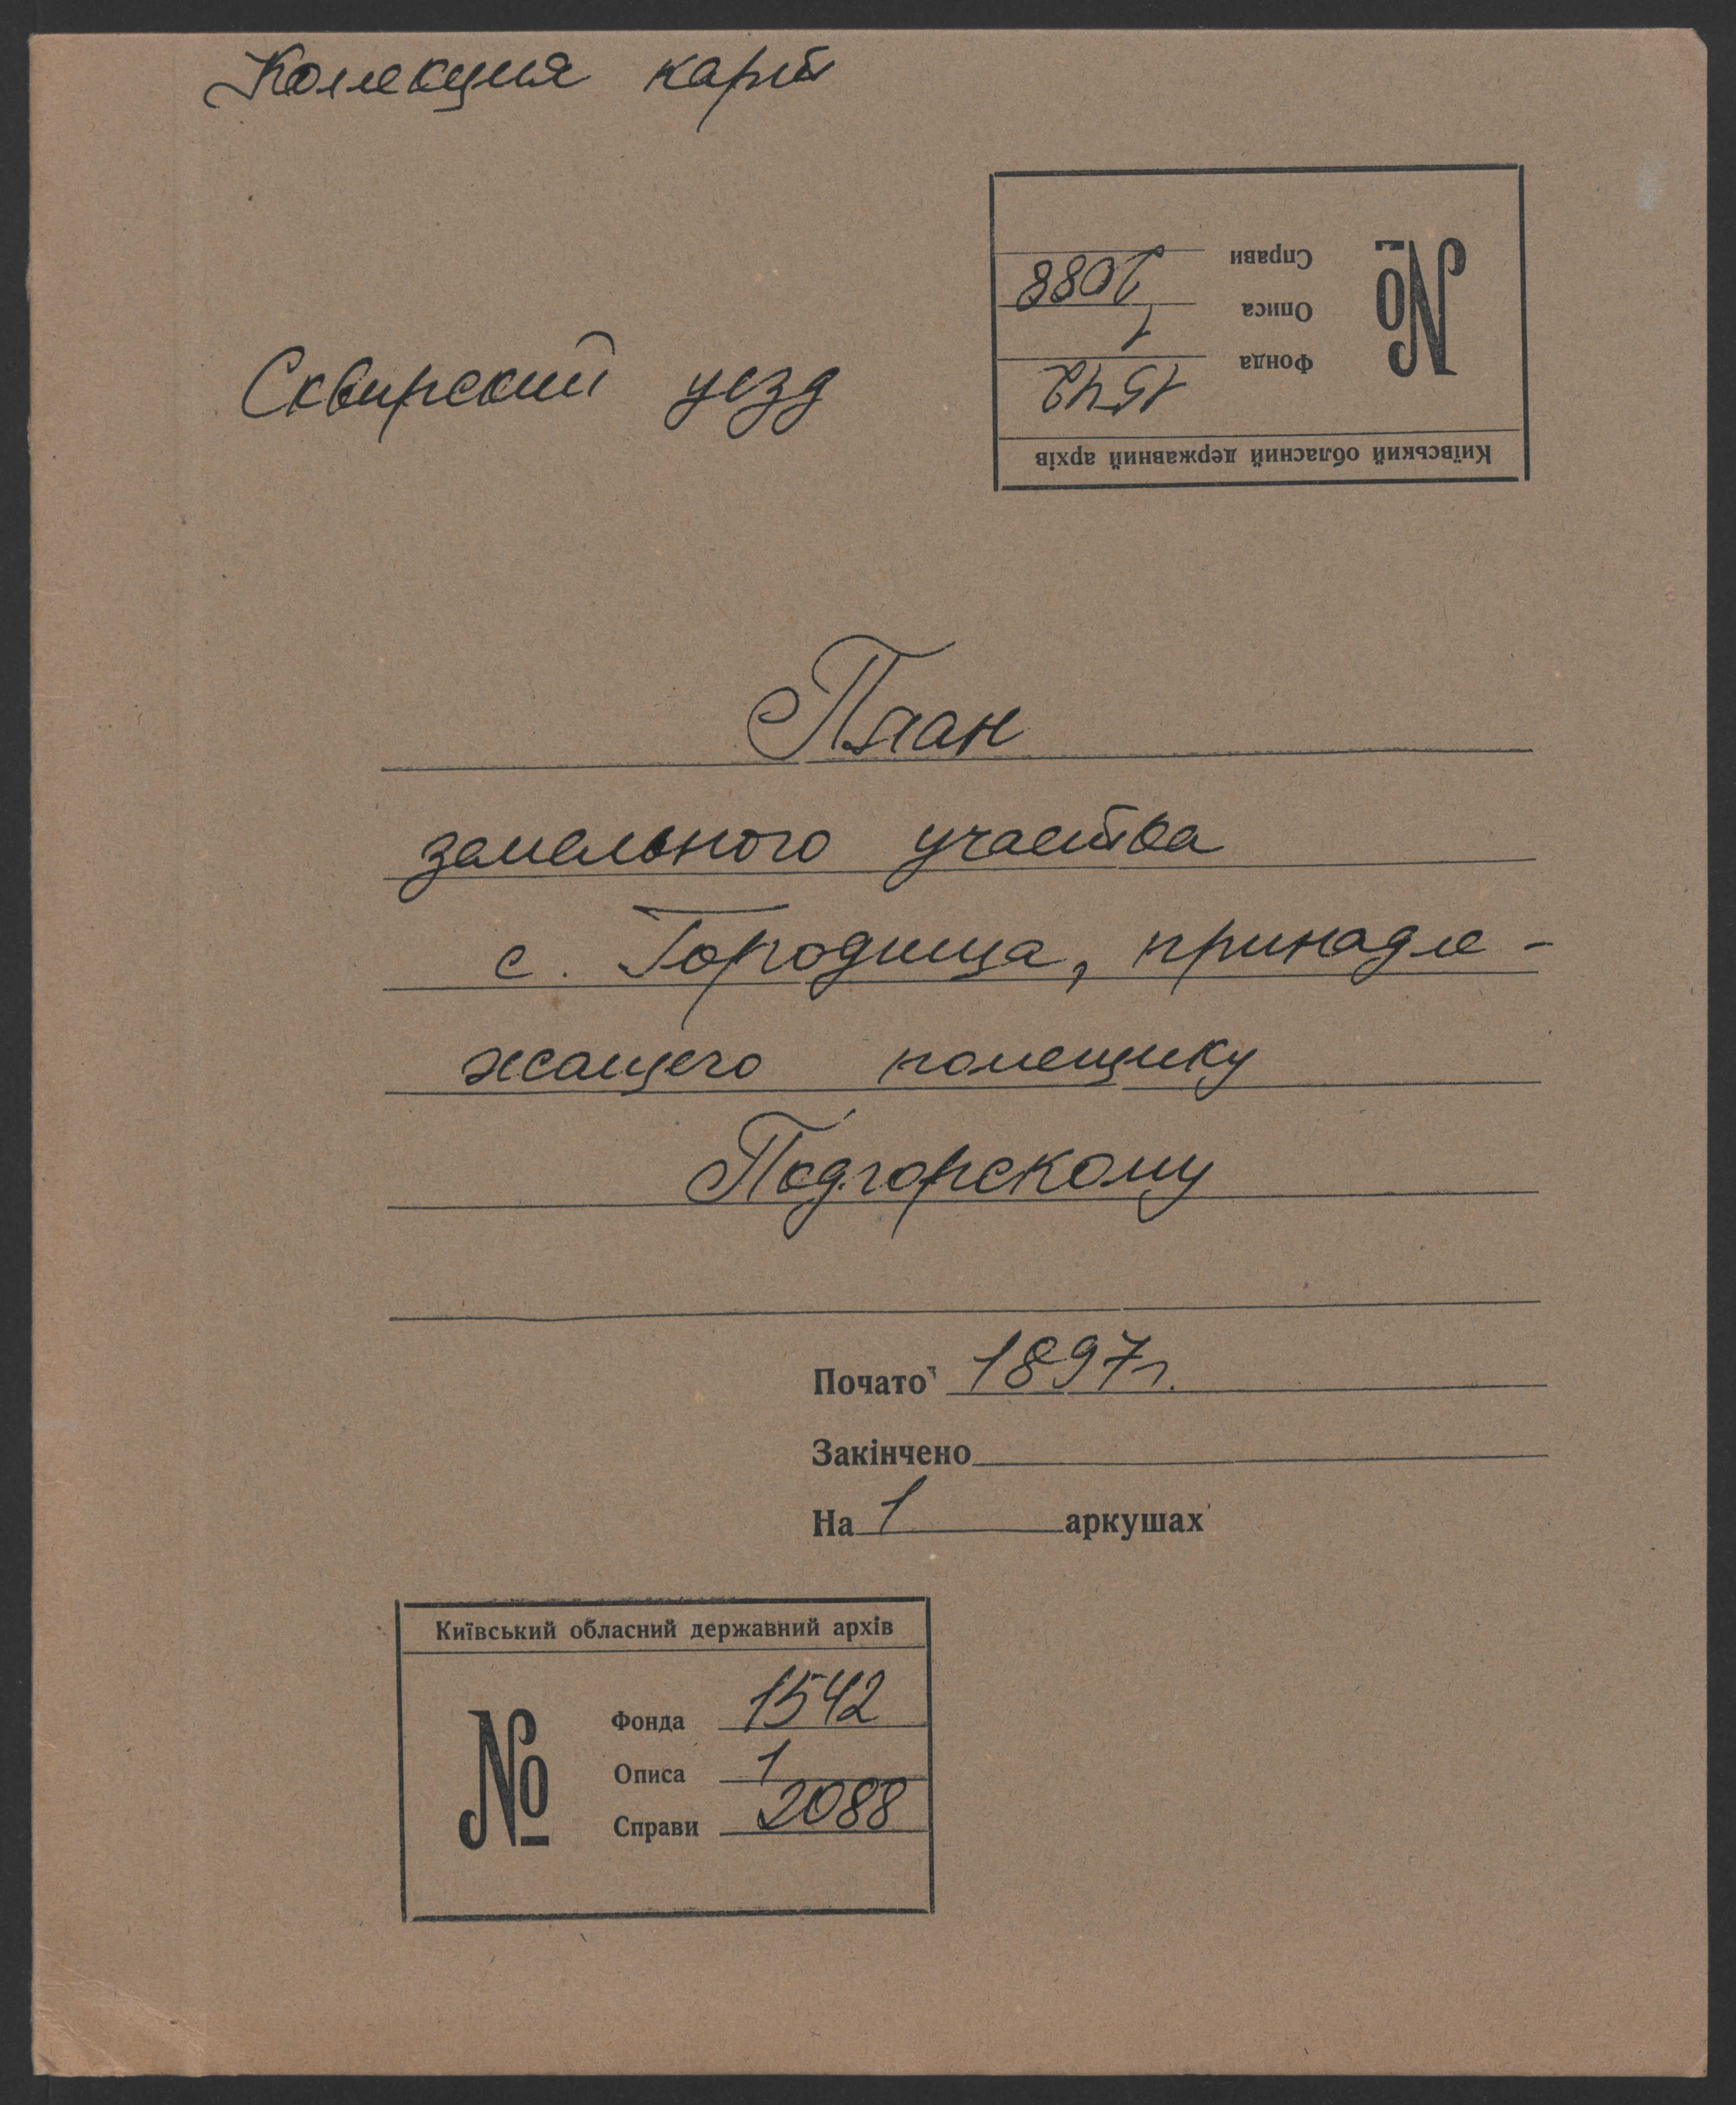 Колекция карт
Справи 2088
Описа 1
Фонда 1542
№
Київський обласний державний архів
Сквирский уезд
План
земельного участка
с. Городища, принадле-
жащего помещику
Подгорскому
Почато 1897г.
Закінчено
На 1 аркушах
Київський обласний державний архів
№
Фонда 1542
Описа 1
Справи 2088